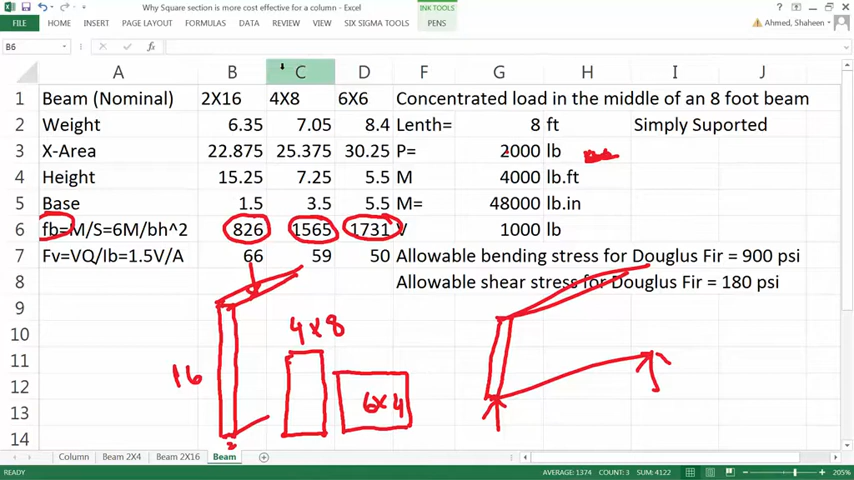 Why Square section is more cost effective for a column - Excel
INK TOOLS
FILE HOME INSERT PAGE LAYOUT FORMULAS DATA REVIEW VIEW SIX SIGMA TEAM PENS
Ahmed, Shaheen
B6
A B C D F G H I J
1 Beam (Nominal) 2X16 4X8 6X6 Concentrated load in the middle of an 8 foot beam
2 Weight 6.35 7.05 8.4 Lenth= 8 ft Simply Suported
3 X-Area 22.875 25.375 30.25 P= 2000 lb
4 Height 15.25 7.25 5.5 M 4000 lb.ft
5 Base 1.5 3.5 5.5 M= 48000 lb.in
6 fb=M/S=6M/bh^2 826 1565 1731 V 1000 lb
7 Fv=VQ/Ib=1.5V/A 66 59 50 Allowable bending stress for Douglus Fir = 900 psi
8 Allowable shear stress for Douglus Fir = 180 psi
9
10 4x8
11
12 16 6x4
13
14 2
Column Beam 2X4 Beam 2X16 Beam
READY AVERAGE: 1374 COUNT: 3 SUM: 4122 205%